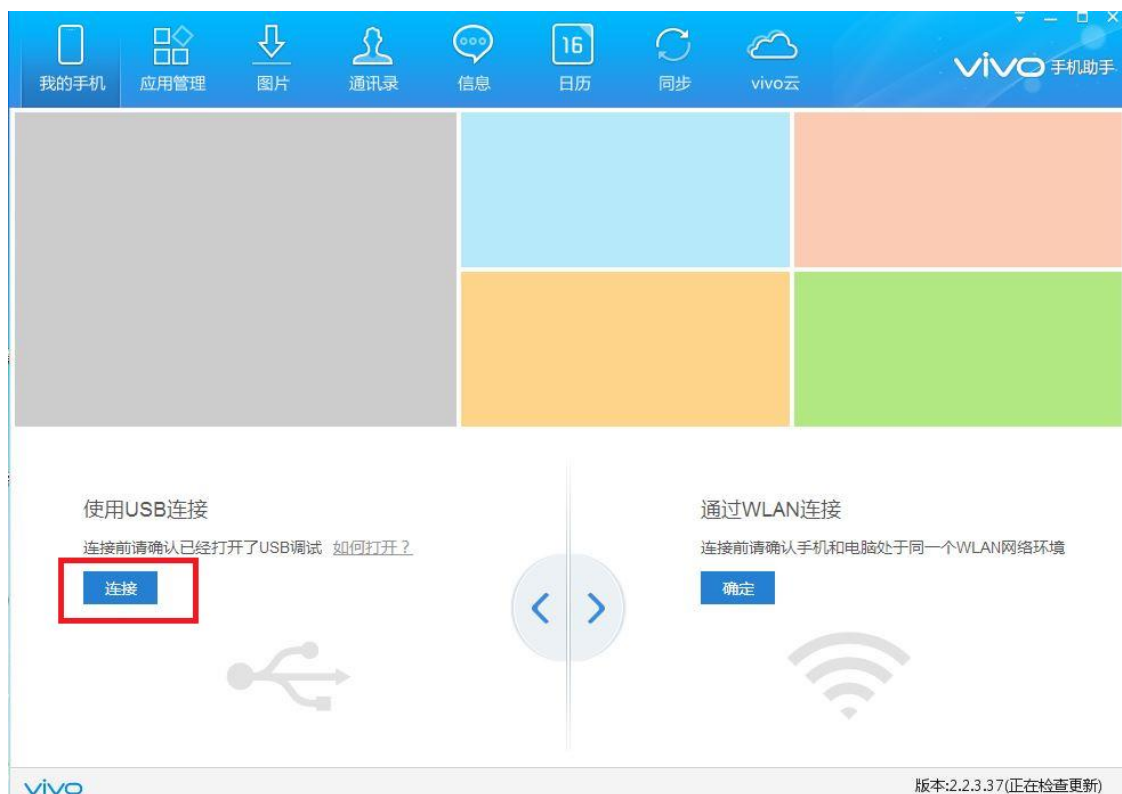 我的手机 应用管理 图片 通讯录 信息 16 日历 同步 vivo云 vivo 手机助手
使用USB连接
连接前请确认已经打开了USB调试 如何打开？
连接
通过WLAN连接
连接前请确认手机和电脑处于同一个WLAN网络环境
确定
vivo
版本:2.2.3.37(正在检查更新)